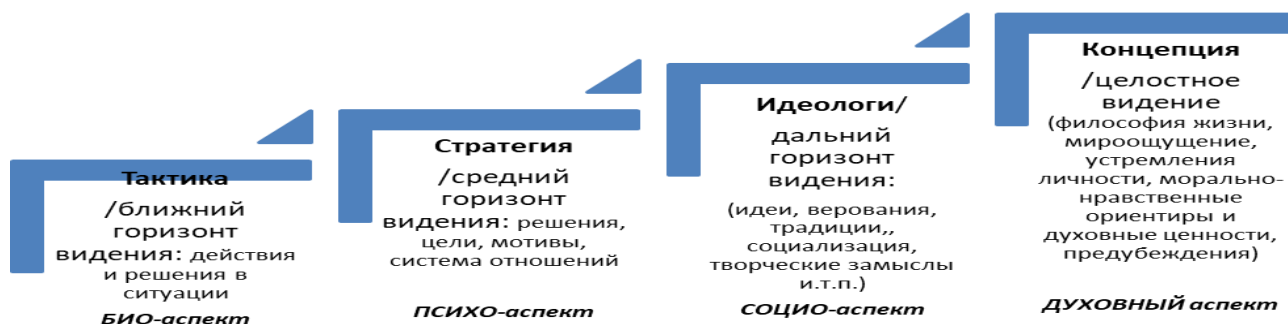 Тактика
/ближний
горизонт
видения: действия
и решения в
ситуации
БИО-аспект
Стратегия
/средний
горизонт
видения: решения,
цели, мотивы,
система отношений
ПСИХО-аспект
Идеологи/
дальний
горизонт
видения:
(идеи, верования,
традиции,,
социализация,
творческие замыслы
и.т.п.)
СОЦИО-аспект
Концепция
/целостное
видение
(философия жизни,
мироощущение,
устремления
личности, морально-
нравственные
ориентиры и
духовные ценности,
предубеждения)
ДУХОВНЫЙ аспект